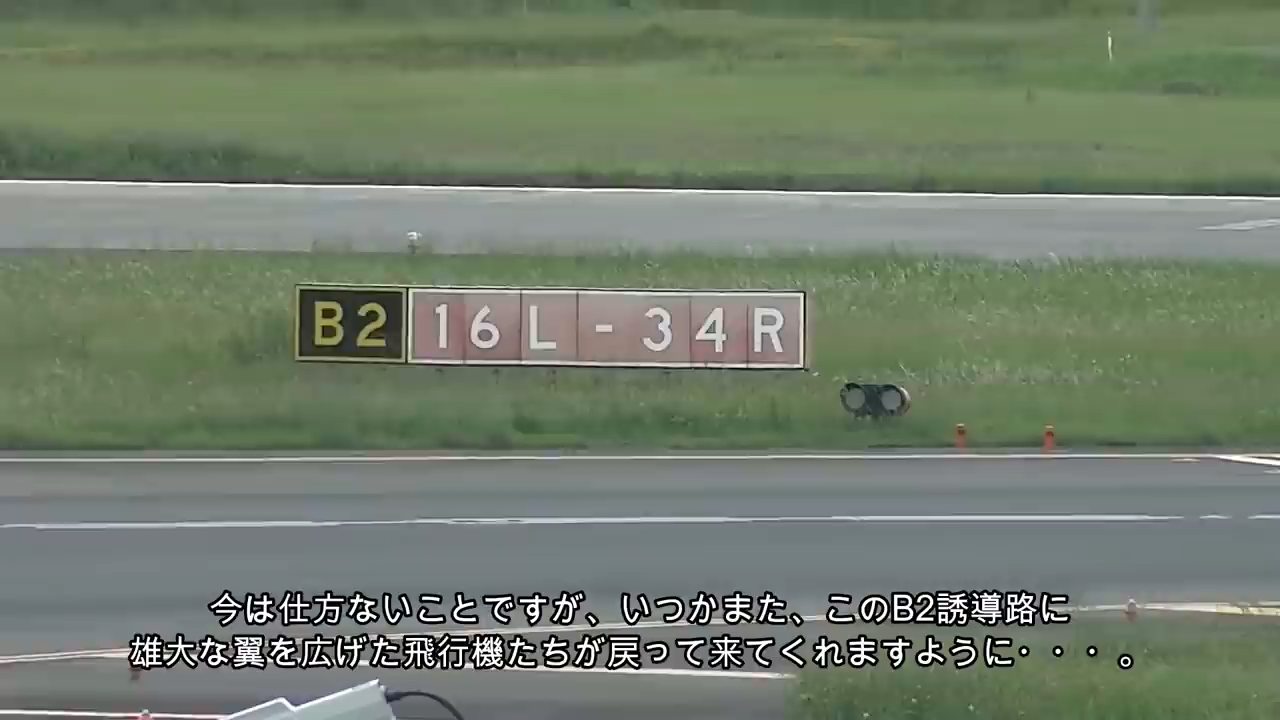 B2 16L-34R
今は仕方ないことですが、いつかまた、このB2誘導路に
雄大な翼を広げた飛行機たちが戻って来てくれますように・・・。